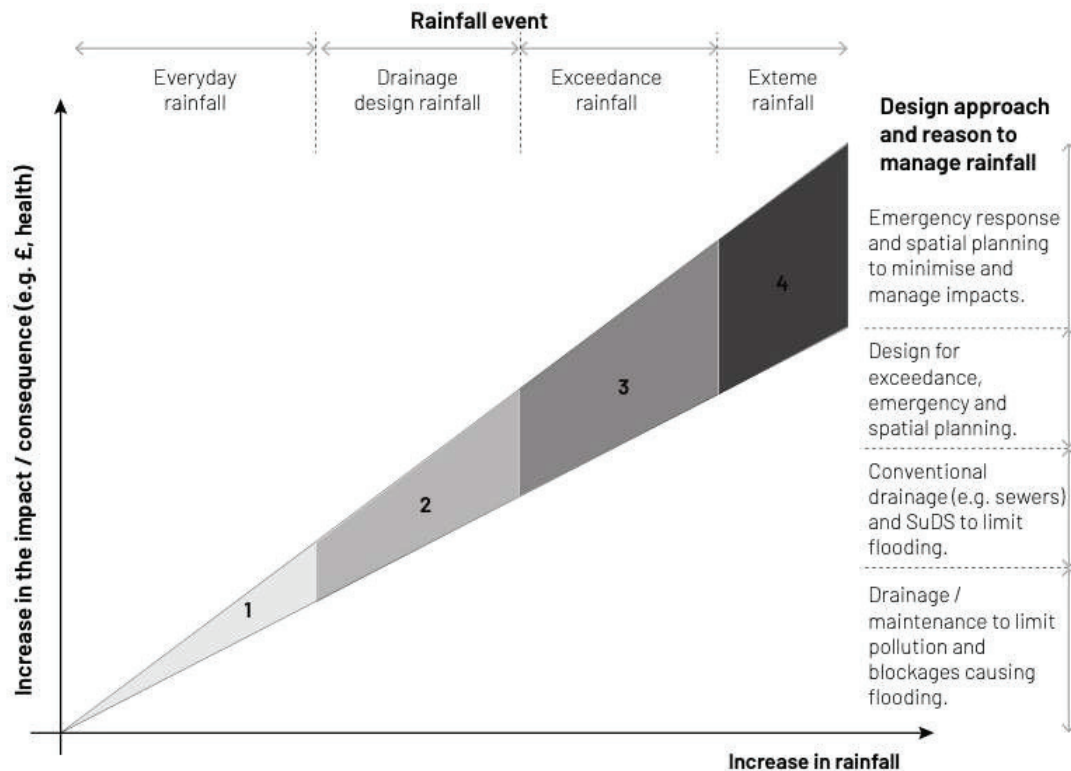 Rainfall event
Everyday
rainfall
Drainage
design rainfall
Exceedance
rainfall
Exteme
rainfall
Design approach
and reason to
manage rainfall
Emergency response
and spatial planning
to minimise and
manage impacts.
Design for
exceedance,
emergency and
spatial planning.
Conventional
drainage (e.g. sewers)
and SuDS to limit
flooding.
Drainage /
maintenance to limit
pollution and
blockages causing
flooding.
Increase in the impact / consequence (e.g. £, health)
1
2
3
4
Increase in rainfall